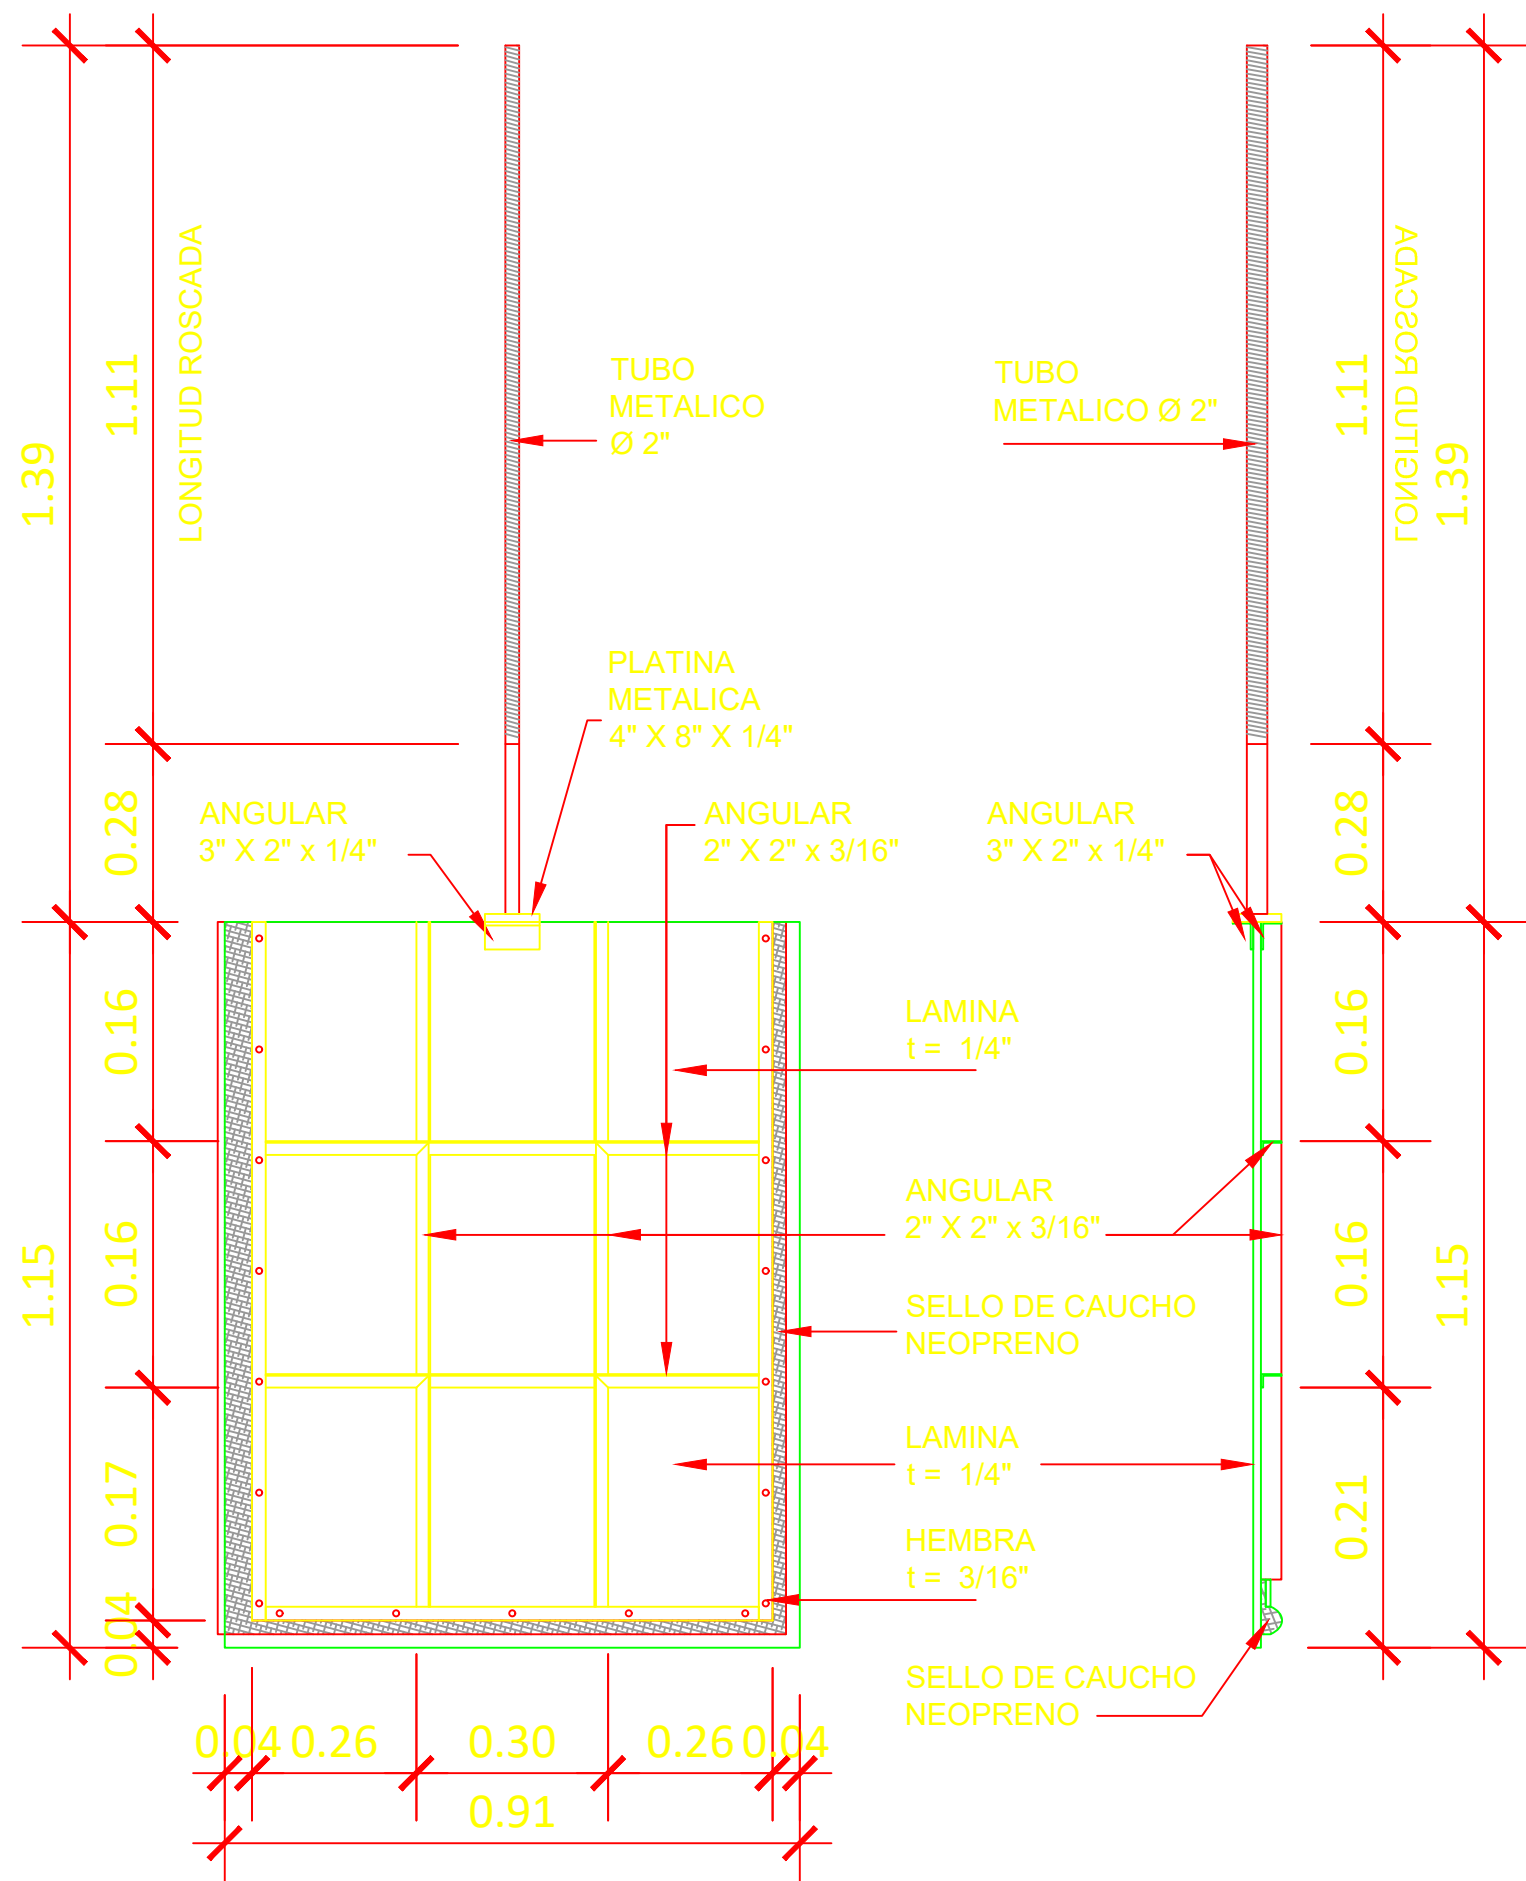 1.39
1.11
LONGITUD ROSCADA
TUBO
METALICO
Ø 2"
TUBO
METALICO Ø 2"
1.11
LONGITUD ROSCADA
1.39
PLATINA
METALICA
4" X 8" X 1/4"
0.28
ANGULAR
3" X 2" x 1/4"
ANGULAR
2" X 2" x 3/16"
ANGULAR
3" X 2" x 1/4"
0.28
0.16
LAMINA
t = 1/4"
0.16
1.15
0.16
ANGULAR
2" X 2" x 3/16"
0.16
1.15
SELLO DE CAUCHO
NEOPRENO
0.17
LAMINA
t = 1/4"
0.21
HEMBRA
t = 3/16"
0.04
SELLO DE CAUCHO
NEOPRENO
0.04 0.26 0.30 0.26 0.04
0.91